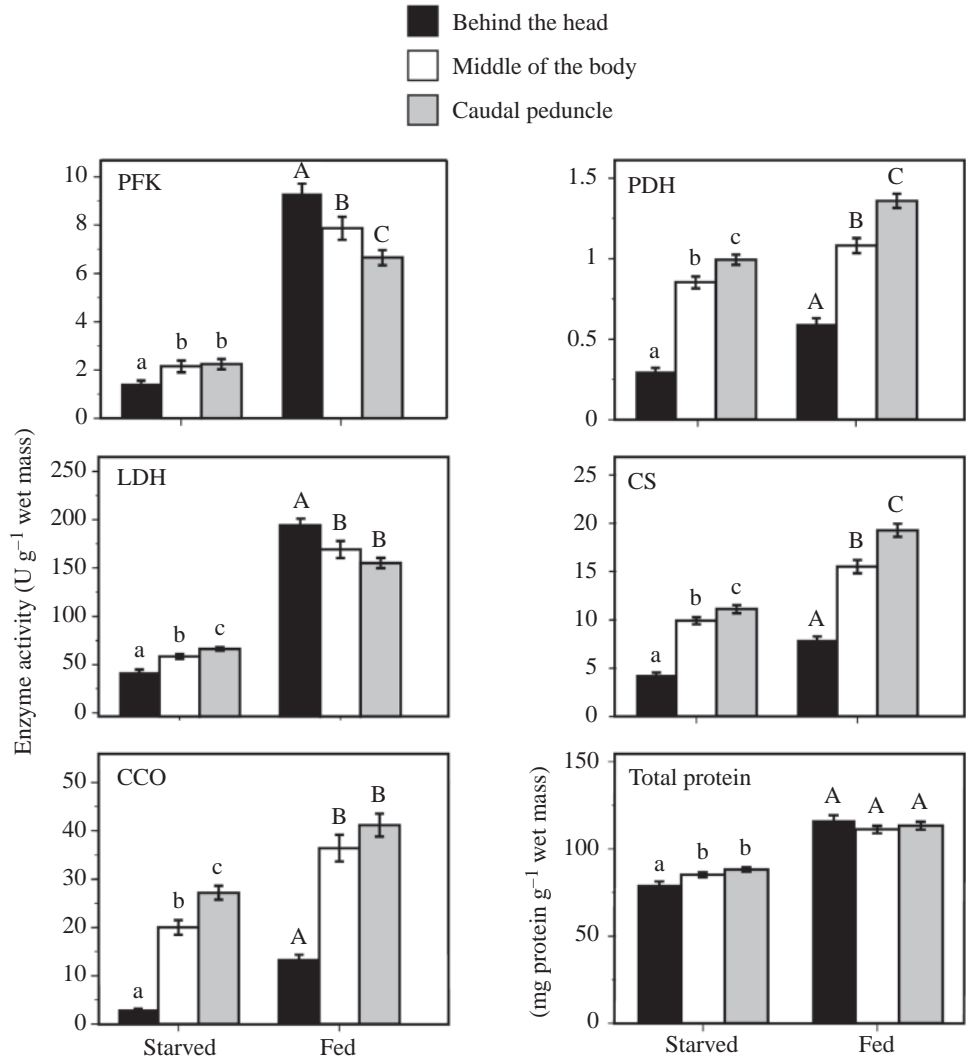 Behind the head
Middle of the body
Caudal peduncle
Enzyme activity (U g⁻¹ wet mass)
PFK
10
8
6
4
2
0
a
b
b
A
B
C
PDH
1.5
1
0.5
0
a
b
c
A
B
C
LDH
250
200
150
100
50
0
a
b
c
A
B
B
CS
25
20
15
10
5
0
a
b
c
A
B
C
CCO
50
40
30
20
10
0
a
b
c
A
B
B
Starved Fed
(mg protein g⁻¹ wet mass)
Total protein
150
100
50
0
a
b
b
A
A
A
Starved Fed